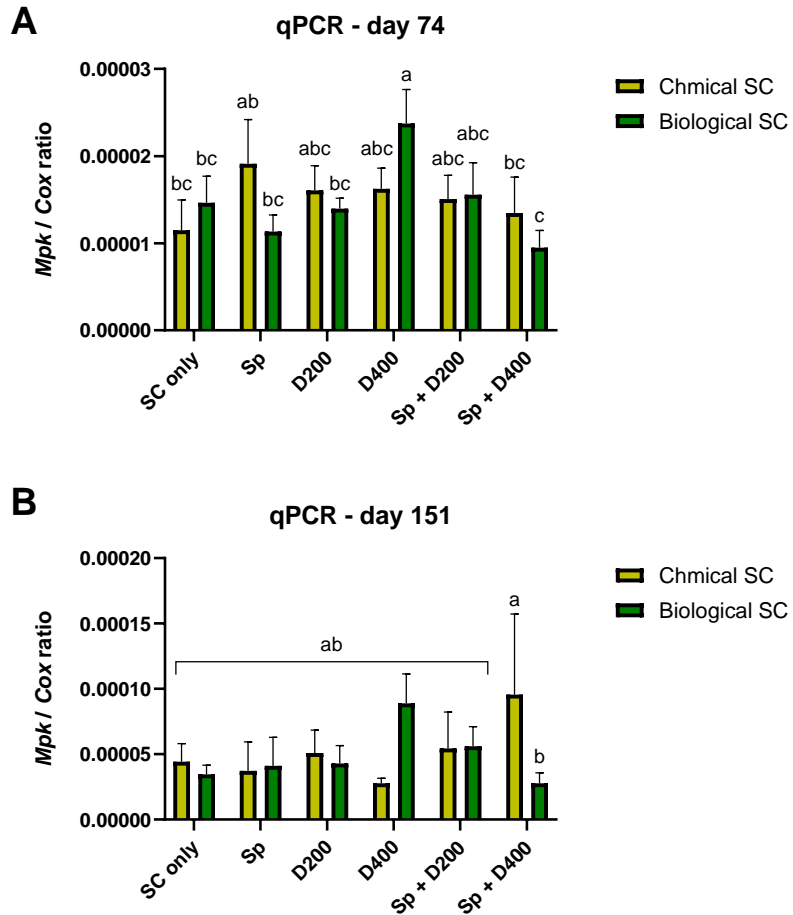 A
qPCR - day 74
Mpk / Cox ratio
0.00003
0.00002
0.00001
0.00000
bc
bc
ab
bc
abc
bc
abc
a
abc
abc
bc
c
SC only
Sp
D200
D400
Sp + D200
Sp + D400
Chmical SC
Biological SC
B
qPCR - day 151
Mpk / Cox ratio
0.00020
0.00015
0.00010
0.00005
0.00000
ab
a
b
SC only
Sp
D200
D400
Sp + D200
Sp + D400
Chmical SC
Biological SC